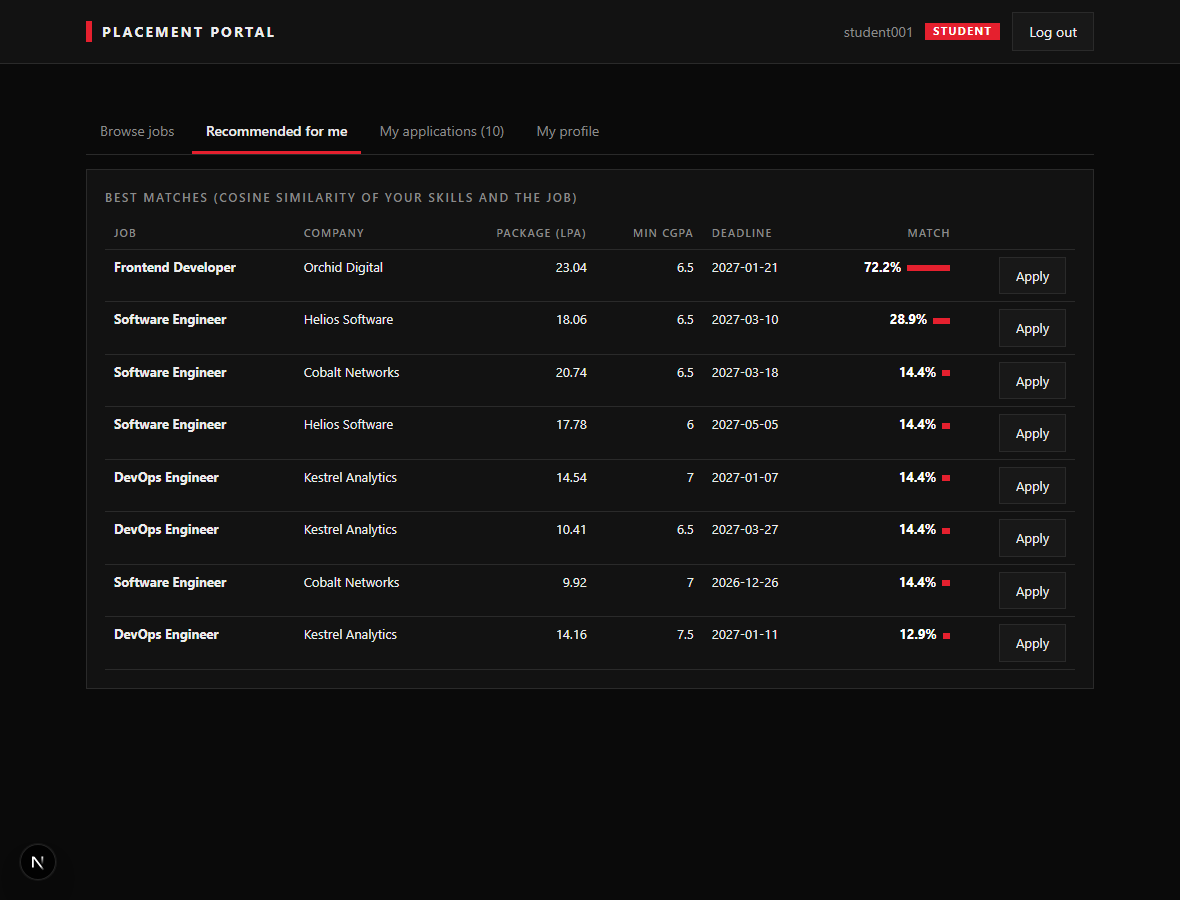 PLACEMENT PORTAL
student001 STUDENT Log out
Browse jobs Recommended for me My applications (10) My profile
BEST MATCHES (COSINE SIMILARITY OF YOUR SKILLS AND THE JOB)
JOB COMPANY PACKAGE (LPA) MIN CGPA DEADLINE MATCH
Frontend Developer Orchid Digital 23.04 6.5 2027-01-21 72.2% Apply
Software Engineer Helios Software 18.06 6.5 2027-03-10 28.9% Apply
Software Engineer Cobalt Networks 20.74 6.5 2027-03-18 14.4% Apply
Software Engineer Helios Software 17.78 6 2027-05-05 14.4% Apply
DevOps Engineer Kestrel Analytics 14.54 7 2027-01-07 14.4% Apply
DevOps Engineer Kestrel Analytics 10.41 6.5 2027-03-27 14.4% Apply
Software Engineer Cobalt Networks 9.92 7 2026-12-26 14.4% Apply
DevOps Engineer Kestrel Analytics 14.16 7.5 2027-01-11 12.9% Apply
N